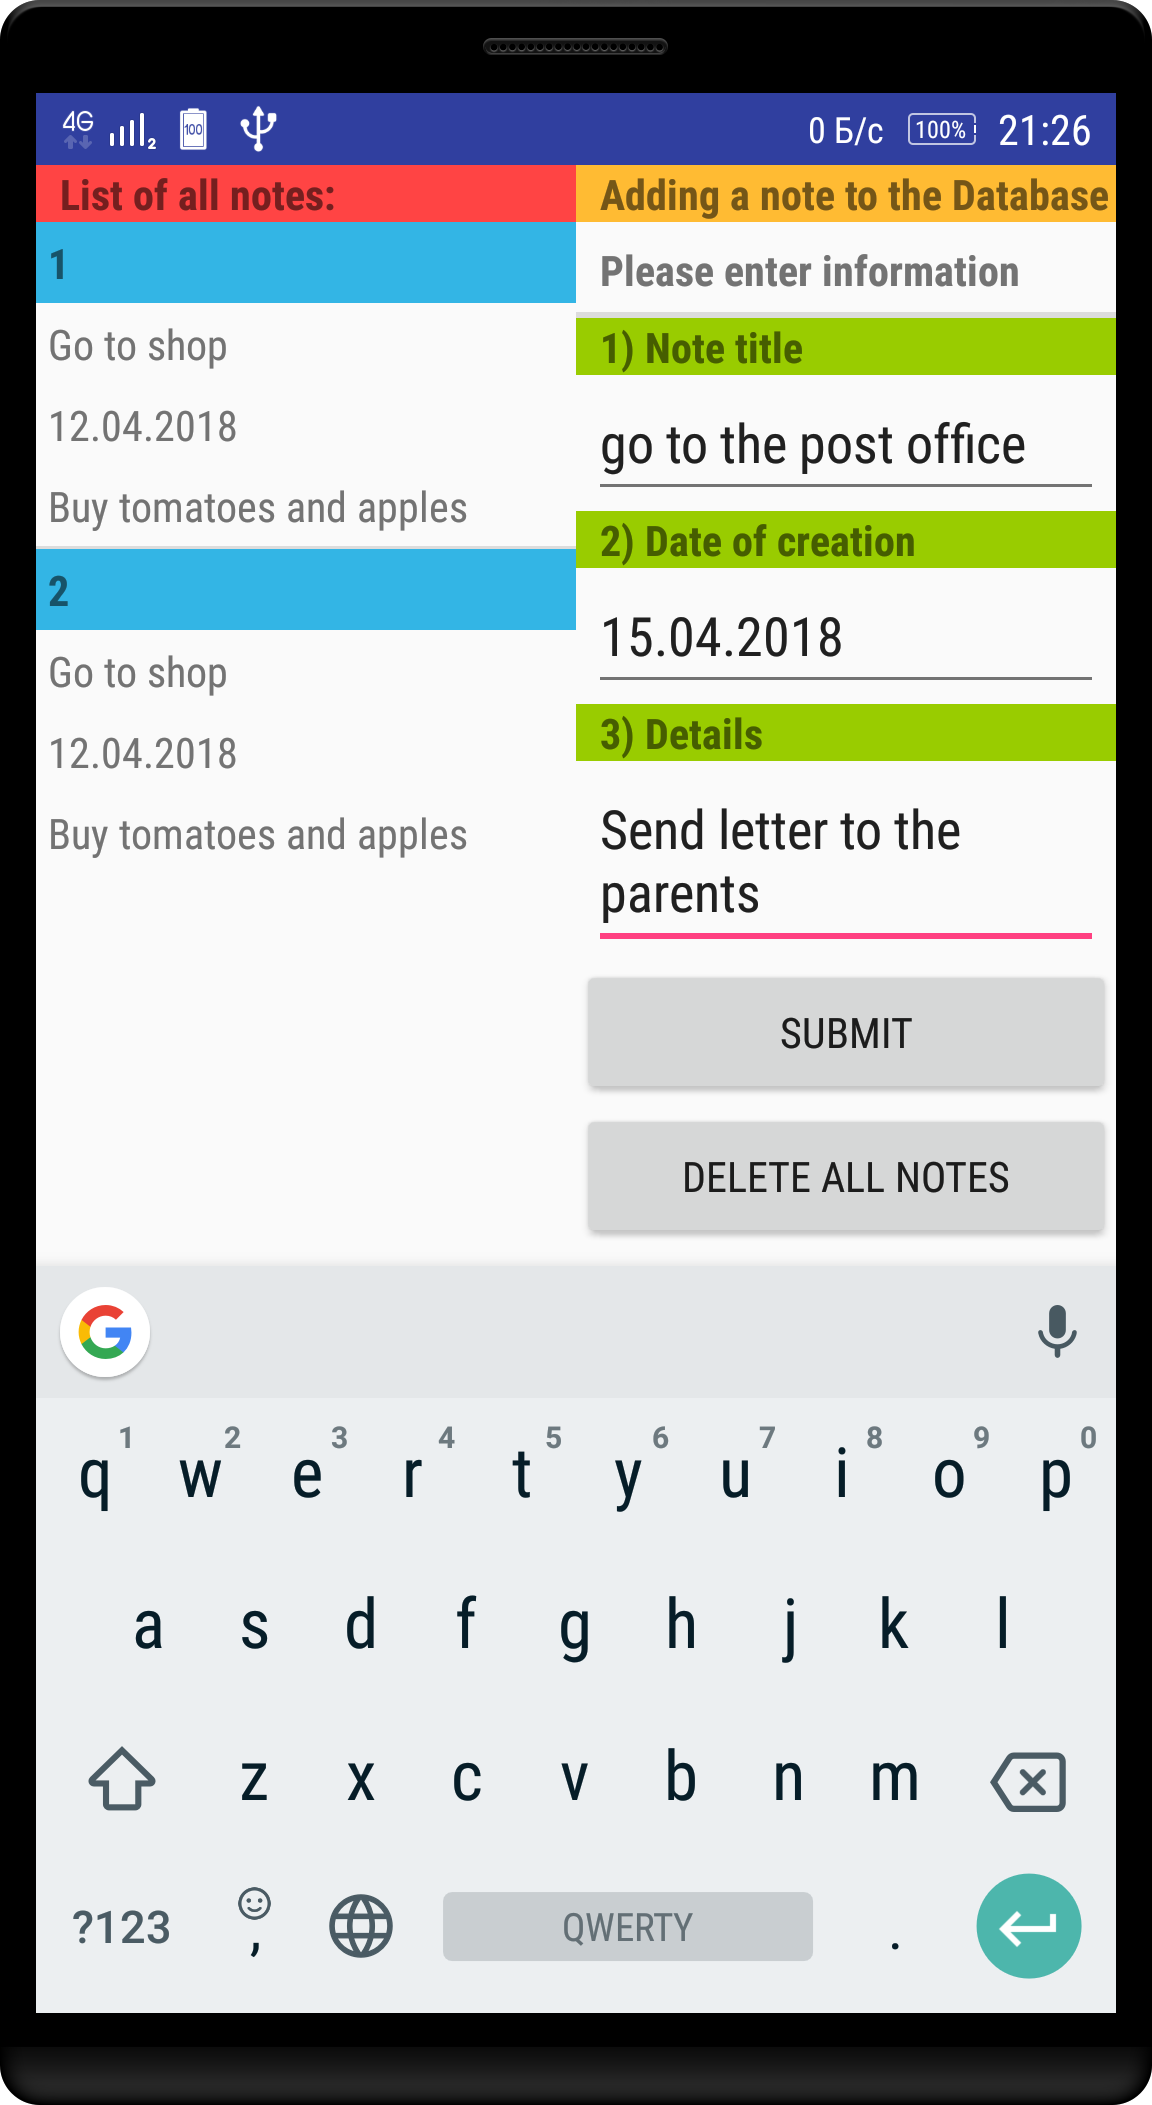 4G 2 100 0 Б/с 100% 21:26
List of all notes:
1
Go to shop
12.04.2018
Buy tomatoes and apples
2
Go to shop
12.04.2018
Buy tomatoes and apples
Adding a note to the Database
Please enter information
1) Note title
go to the post office
2) Date of creation
15.04.2018
3) Details
Send letter to the
parents
SUBMIT
DELETE ALL NOTES
1 2 3 4 5 6 7 8 9 0
q w e r t y u i o p
a s d f g h j k l
z x c v b n m
?123 , QWERTY .